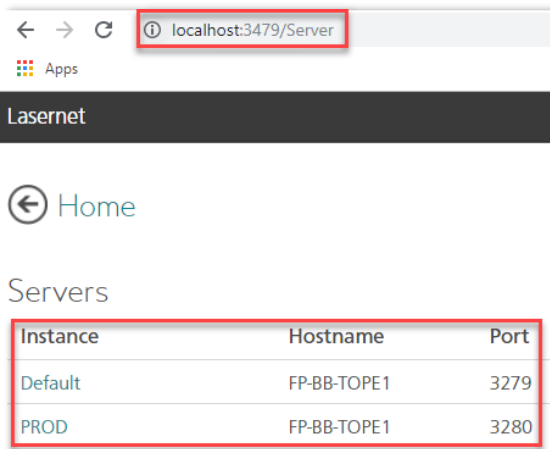 localhost:3479/Server
Apps
Lasernet
Home
Servers
Instance Hostname Port
Default FP-BB-TOPE1 3279
PROD FP-BB-TOPE1 3280